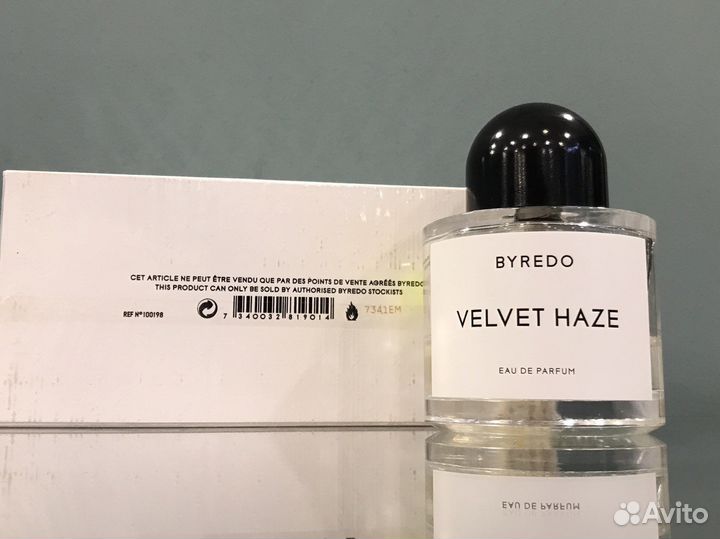 CET ARTICLE NE PEUT ÊTRE VENDU QUE PAR DES POINTS DE VENTE AGRÉÉS BYREDO
THIS PRODUCT CAN ONLY BE SOLD BY AUTHORISED BYREDO STOCKISTS
REF Nº100198
7 340032 819014
7341EM
BYREDO
VELVET HAZE
EAU DE PARFUM
EAU DE PARFUM
Avito